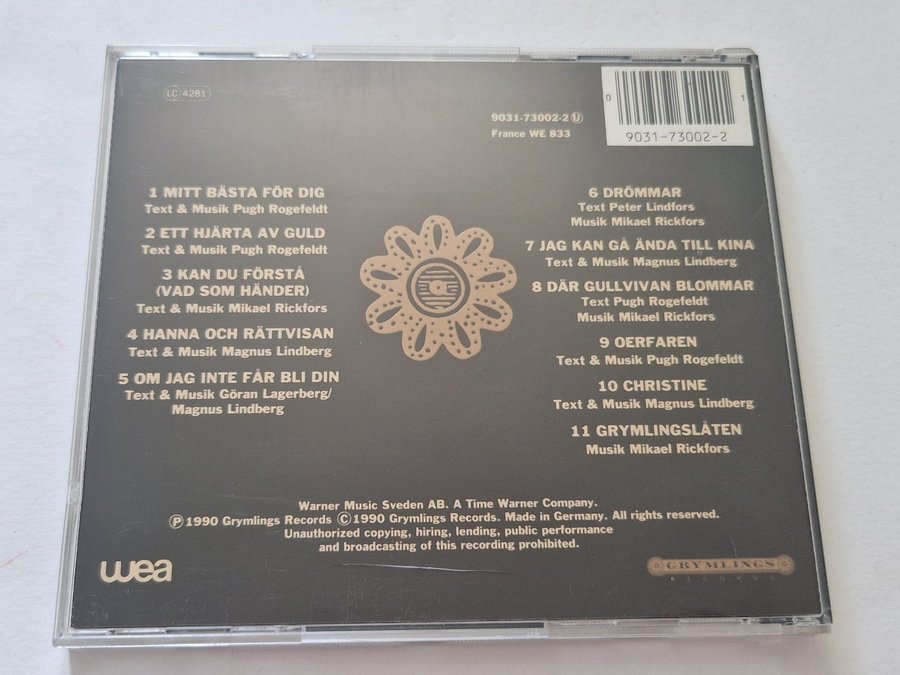 LC 4281
9031-73002-2 U
France WE 833
0
1
9031-73002-2
1 MITT BÄSTA FÖR DIG
Text & Musik Pugh Rogefeldt
2 ETT HJÄRTA AV GULD
Text & Musik Pugh Rogefeldt
3 KAN DU FÖRSTÅ
(VAD SOM HÄNDER)
Text & Musik Mikael Rickfors
4 HANNA OCH RÄTTVISAN
Text & Musik Magnus Lindberg
5 OM JAG INTE FÅR BLI DIN
Text & Musik Göran Lagerberg/
Magnus Lindberg
6 DRÖMMAR
Text Peter Lindfors
Musik Mikael Rickfors
7 JAG KAN GÅ ÄNDA TILL KINA
Text & Musik Magnus Lindberg
8 DÄR GULLVIVAN BLOMMAR
Text Pugh Rogefeldt
Musik Mikael Rickfors
9 OERFAREN
Text & Musik Pugh Rogefeldt
10 CHRISTINE
Text & Musik Magnus Lindberg
11 GRYMLINGSLÅTEN
Musik Mikael Rickfors
Warner Music Sveden AB. A Time Warner Company.
Ⓟ1990 Grymlings Records ©1990 Grymlings Records. Made in Germany. All rights reserved.
Unauthorized copying, hiring, lending, public performance
and broadcasting of this recording prohibited.
wea
GRYMLINGS
RECORDS